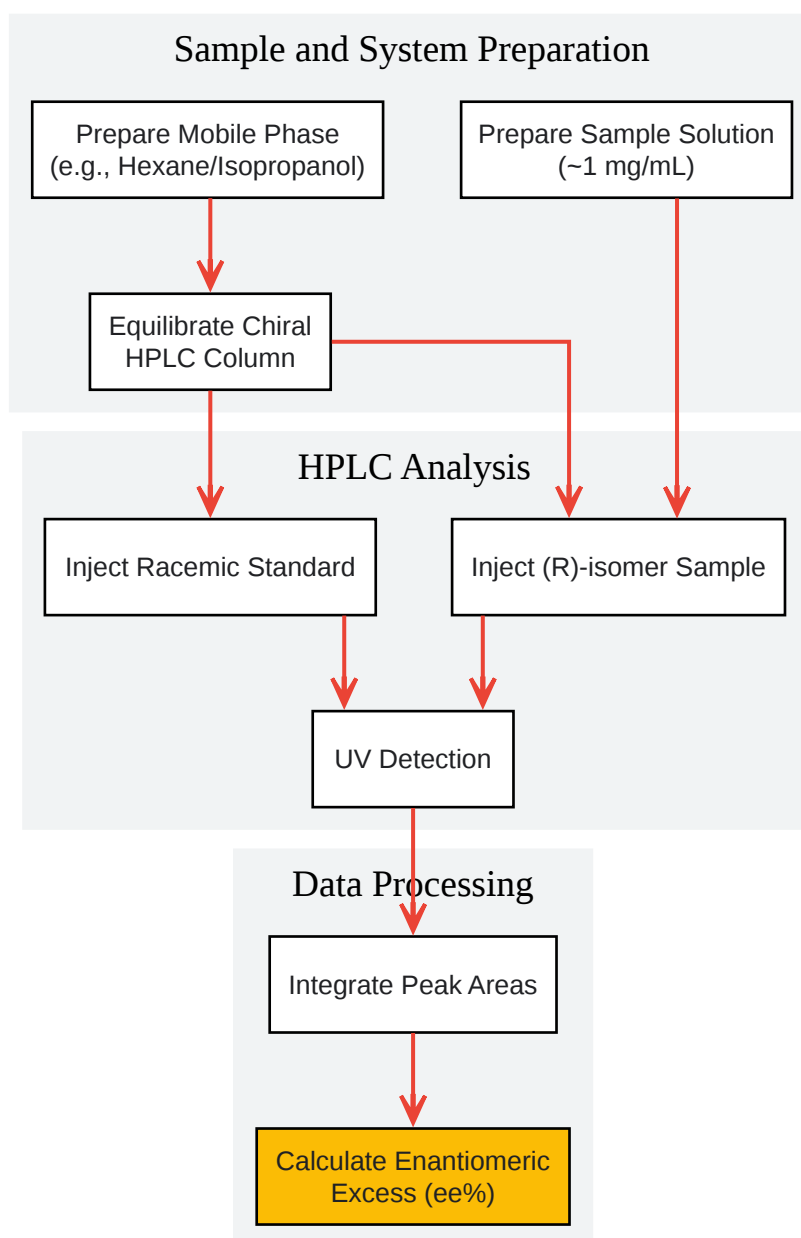 Sample and System Preparation
Prepare Mobile Phase
(e.g., Hexane/Isopropanol)
Prepare Sample Solution
(~1 mg/mL)
Equilibrate Chiral
HPLC Column
HPLC Analysis
Inject Racemic Standard
Inject (R)-isomer Sample
UV Detection
Data Processing
Integrate Peak Areas
Calculate Enantiomeric
Excess (ee%)